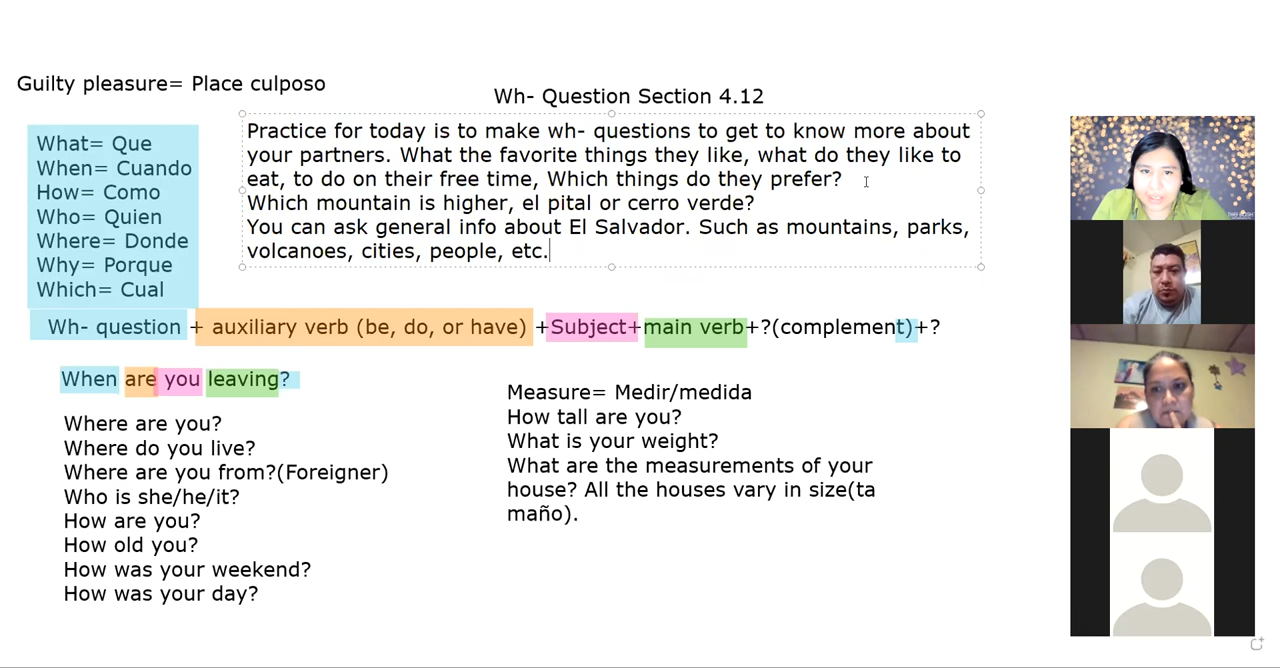 Guilty pleasure= Place culposo
Wh- Question Section 4.12
What= Que
When= Cuando
How= Como
Who= Quien
Where= Donde
Why= Porque
Which= Cual
Practice for today is to make wh- questions to get to know more about
your partners. What the favorite things they like, what do they like to
eat, to do on their free time, Which things do they prefer?
Which mountain is higher, el pital or cerro verde?
You can ask general info about El Salvador. Such as mountains, parks,
volcanoes, cities, people, etc.
Wh- question + auxiliary verb (be, do, or have) +Subject+main verb+?(complement)+?
When are you leaving?
Where are you?
Where do you live?
Where are you from?(Foreigner)
Who is she/he/it?
How are you?
How old you?
How was your weekend?
How was your day?
Measure= Medir/medida
How tall are you?
What is your weight?
What are the measurements of your
house? All the houses vary in size(ta
maño).